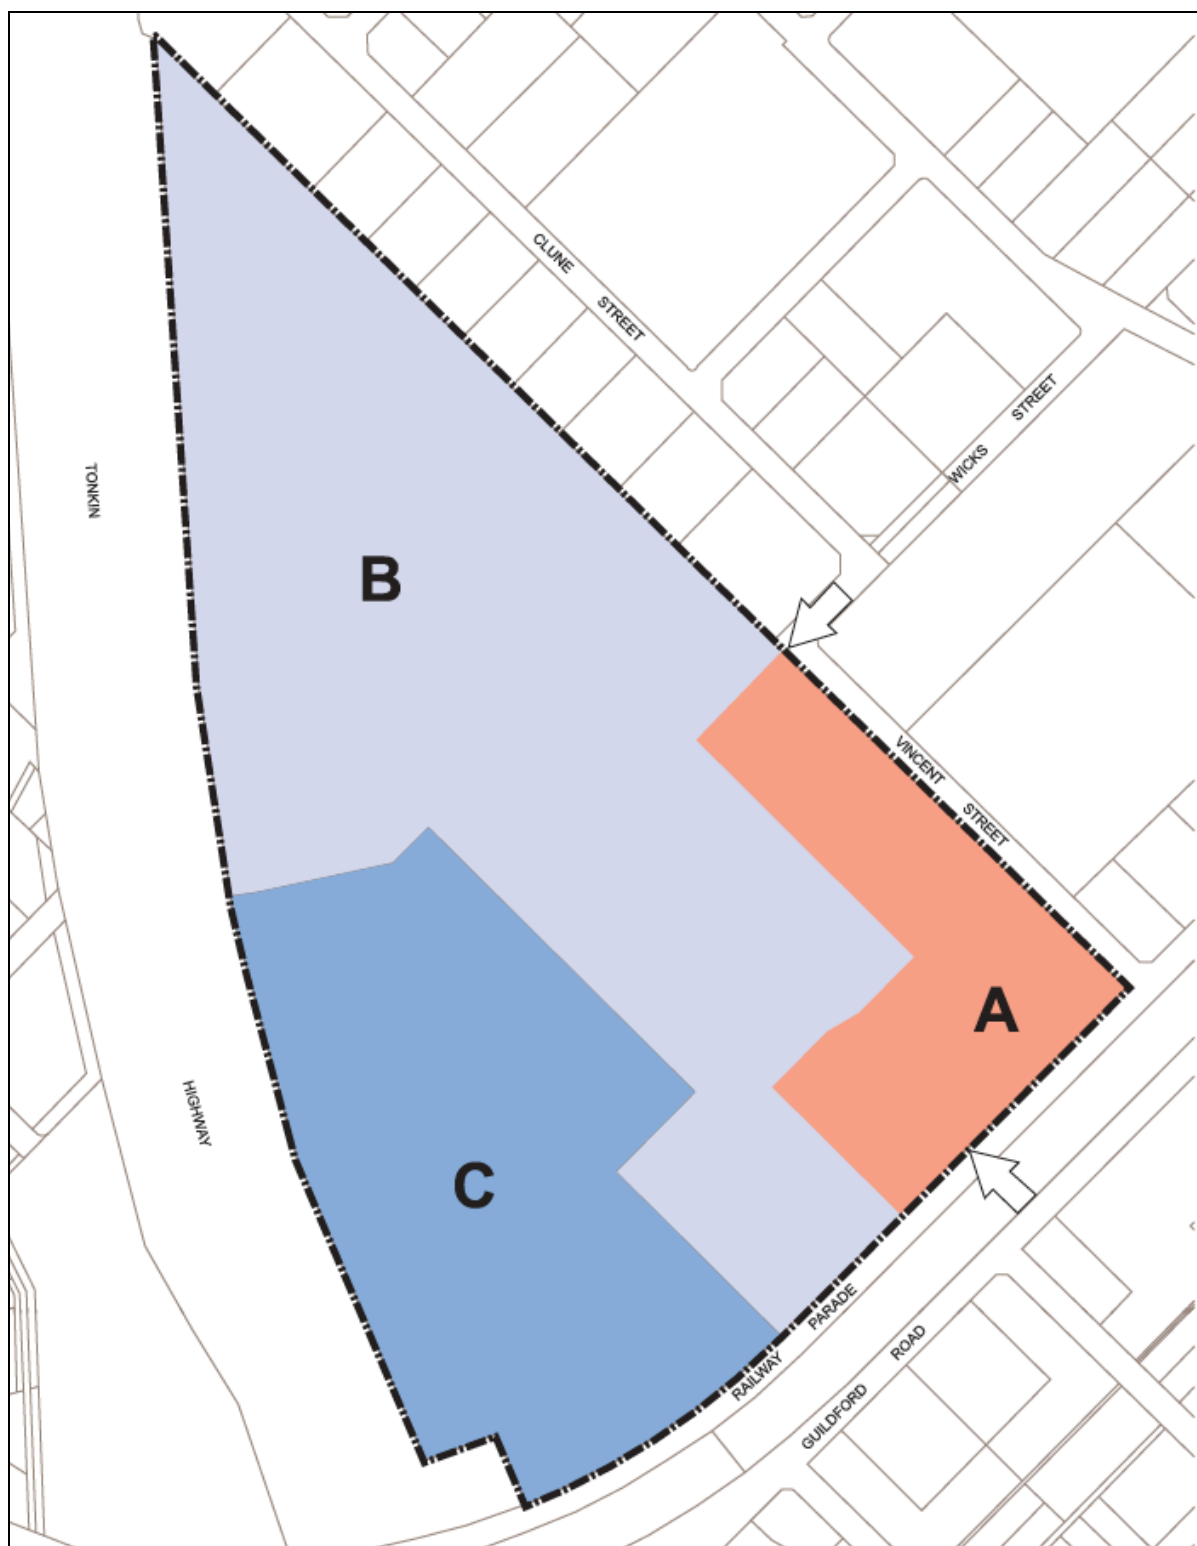 CLUNE
STREET
STREET
WICKS
TONKIN
B
VINCENT
STREET
A
HIGHWAY
C
PARADE
RAILWAY
ROAD
GUILDFORD